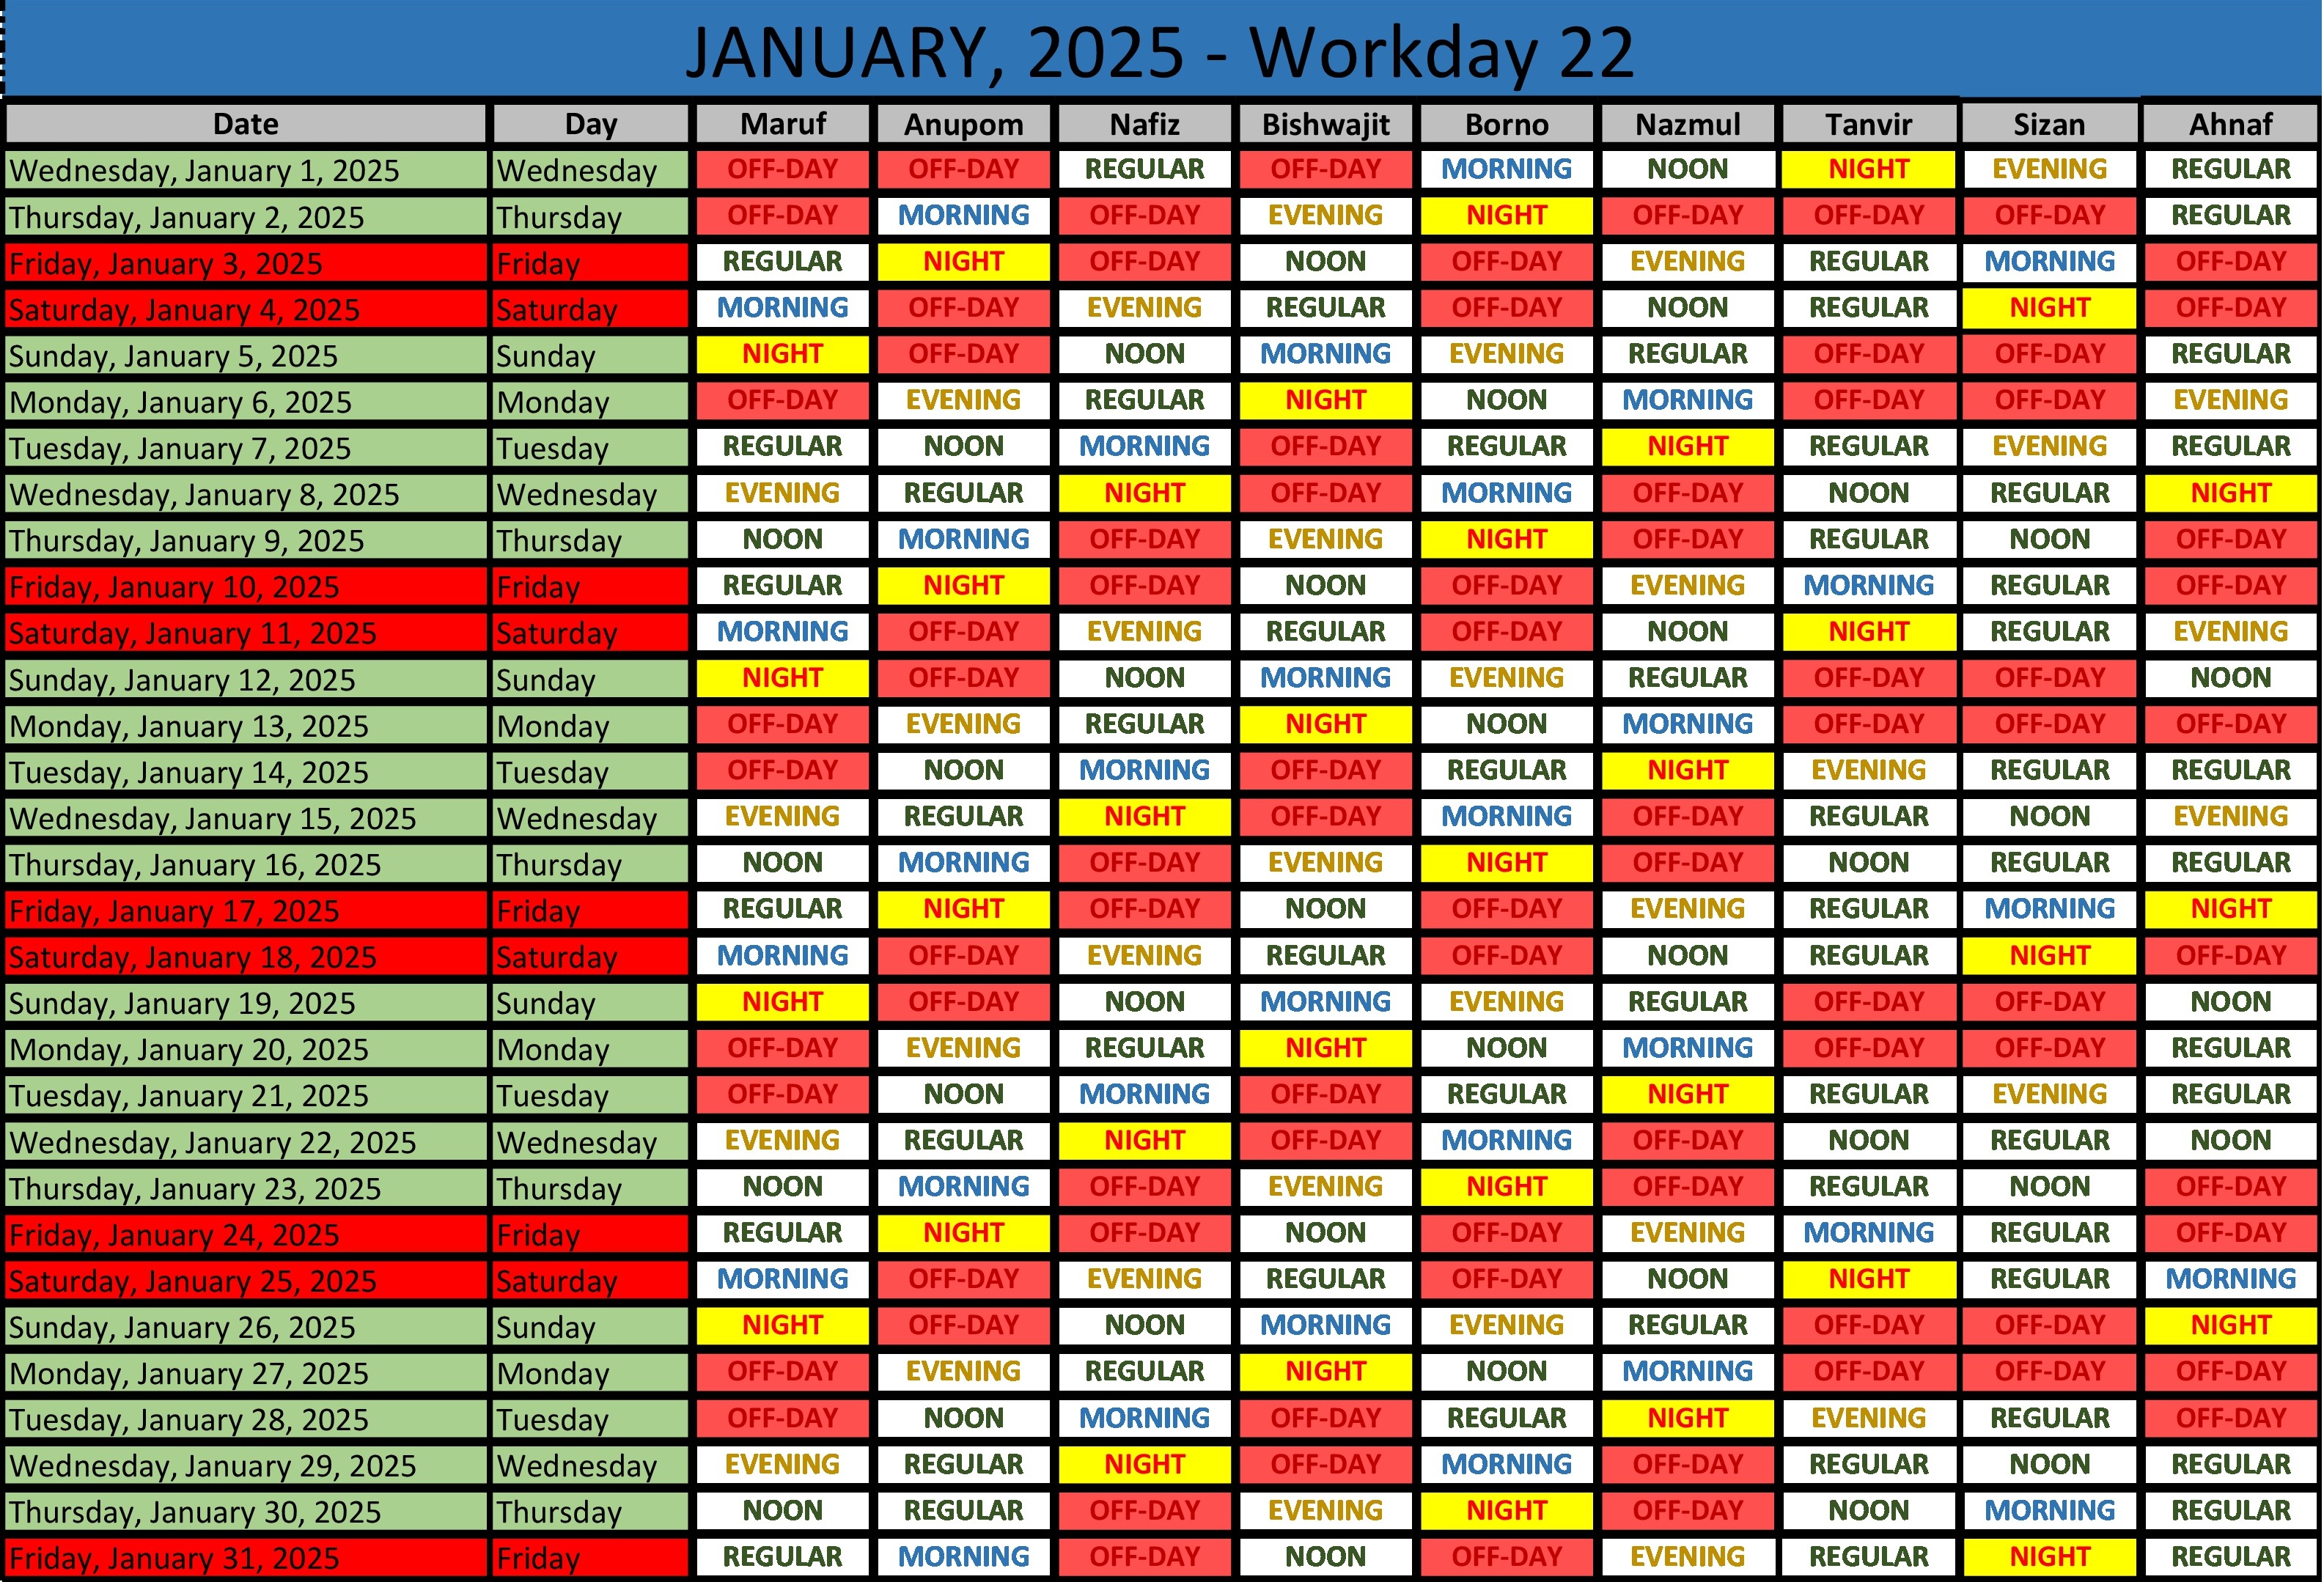 JANUARY, 2025 - Workday 22
Date Day Maruf Anupom Nafiz Bishwajit Borno Nazmul Tanvir Sizan Ahnaf
Wednesday, January 1, 2025 Wednesday OFF-DAY OFF-DAY REGULAR OFF-DAY MORNING NOON NIGHT EVENING REGULAR
Thursday, January 2, 2025 Thursday OFF-DAY MORNING OFF-DAY EVENING NIGHT OFF-DAY OFF-DAY OFF-DAY REGULAR
Friday, January 3, 2025 Friday REGULAR NIGHT OFF-DAY NOON OFF-DAY EVENING REGULAR MORNING OFF-DAY
Saturday, January 4, 2025 Saturday MORNING OFF-DAY EVENING REGULAR OFF-DAY NOON REGULAR NIGHT OFF-DAY
Sunday, January 5, 2025 Sunday NIGHT OFF-DAY NOON MORNING EVENING REGULAR OFF-DAY OFF-DAY REGULAR
Monday, January 6, 2025 Monday OFF-DAY EVENING REGULAR NIGHT NOON MORNING OFF-DAY OFF-DAY EVENING
Tuesday, January 7, 2025 Tuesday REGULAR NOON MORNING OFF-DAY REGULAR NIGHT REGULAR EVENING REGULAR
Wednesday, January 8, 2025 Wednesday EVENING REGULAR NIGHT OFF-DAY MORNING OFF-DAY NOON REGULAR NIGHT
Thursday, January 9, 2025 Thursday NOON MORNING OFF-DAY EVENING NIGHT OFF-DAY REGULAR NOON OFF-DAY
Friday, January 10, 2025 Friday REGULAR NIGHT OFF-DAY NOON OFF-DAY EVENING MORNING REGULAR OFF-DAY
Saturday, January 11, 2025 Saturday MORNING OFF-DAY EVENING REGULAR OFF-DAY NOON NIGHT REGULAR EVENING
Sunday, January 12, 2025 Sunday NIGHT OFF-DAY NOON MORNING EVENING REGULAR OFF-DAY OFF-DAY NOON
Monday, January 13, 2025 Monday OFF-DAY EVENING REGULAR NIGHT NOON MORNING OFF-DAY OFF-DAY OFF-DAY
Tuesday, January 14, 2025 Tuesday OFF-DAY NOON MORNING OFF-DAY REGULAR NIGHT EVENING REGULAR REGULAR
Wednesday, January 15, 2025 Wednesday EVENING REGULAR NIGHT OFF-DAY MORNING OFF-DAY REGULAR NOON EVENING
Thursday, January 16, 2025 Thursday NOON MORNING OFF-DAY EVENING NIGHT OFF-DAY NOON REGULAR REGULAR
Friday, January 17, 2025 Friday REGULAR NIGHT OFF-DAY NOON OFF-DAY EVENING REGULAR MORNING NIGHT
Saturday, January 18, 2025 Saturday MORNING OFF-DAY EVENING REGULAR OFF-DAY NOON REGULAR NIGHT OFF-DAY
Sunday, January 19, 2025 Sunday NIGHT OFF-DAY NOON MORNING EVENING REGULAR OFF-DAY OFF-DAY NOON
Monday, January 20, 2025 Monday OFF-DAY EVENING REGULAR NIGHT NOON MORNING OFF-DAY OFF-DAY REGULAR
Tuesday, January 21, 2025 Tuesday OFF-DAY NOON MORNING OFF-DAY REGULAR NIGHT REGULAR EVENING REGULAR
Wednesday, January 22, 2025 Wednesday EVENING REGULAR NIGHT OFF-DAY MORNING OFF-DAY NOON REGULAR NOON
Thursday, January 23, 2025 Thursday NOON MORNING OFF-DAY EVENING NIGHT OFF-DAY REGULAR NOON OFF-DAY
Friday, January 24, 2025 Friday REGULAR NIGHT OFF-DAY NOON OFF-DAY EVENING MORNING REGULAR OFF-DAY
Saturday, January 25, 2025 Saturday MORNING OFF-DAY EVENING REGULAR OFF-DAY NOON NIGHT REGULAR MORNING
Sunday, January 26, 2025 Sunday NIGHT OFF-DAY NOON MORNING EVENING REGULAR OFF-DAY OFF-DAY NIGHT
Monday, January 27, 2025 Monday OFF-DAY EVENING REGULAR NIGHT NOON MORNING OFF-DAY OFF-DAY OFF-DAY
Tuesday, January 28, 2025 Tuesday OFF-DAY NOON MORNING OFF-DAY REGULAR NIGHT EVENING REGULAR OFF-DAY
Wednesday, January 29, 2025 Wednesday EVENING REGULAR NIGHT OFF-DAY MORNING OFF-DAY REGULAR NOON REGULAR
Thursday, January 30, 2025 Thursday NOON REGULAR OFF-DAY EVENING NIGHT OFF-DAY NOON MORNING REGULAR
Friday, January 31, 2025 Friday REGULAR MORNING OFF-DAY NOON OFF-DAY EVENING REGULAR NIGHT REGULAR